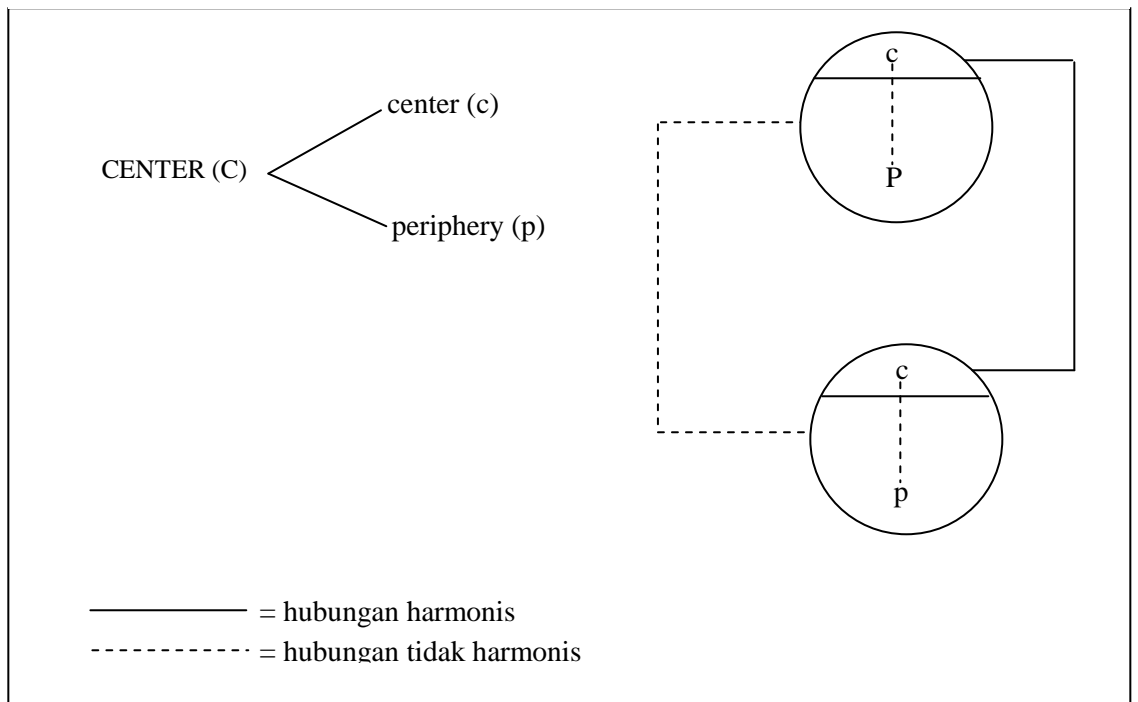 center (c)
CENTER (C)
periphery (p)
c
P
c
p
= hubungan harmonis
= hubungan tidak harmonis